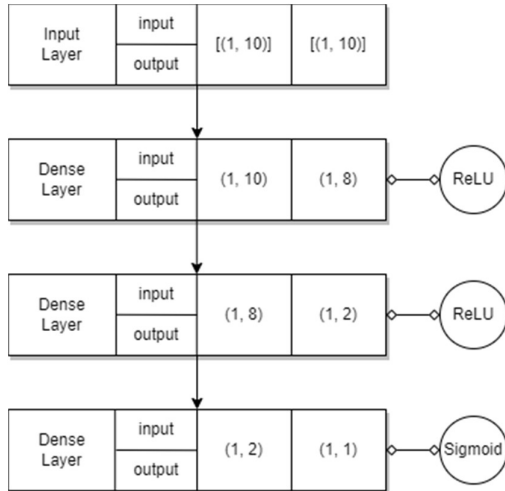 Input
Layer
input
output
[(1, 10)]
[(1, 10)]
Dense
Layer
input
output
(1, 10)
(1, 8)
ReLU
Dense
Layer
input
output
(1, 8)
(1, 2)
ReLU
Dense
Layer
input
output
(1, 2)
(1, 1)
Sigmoid